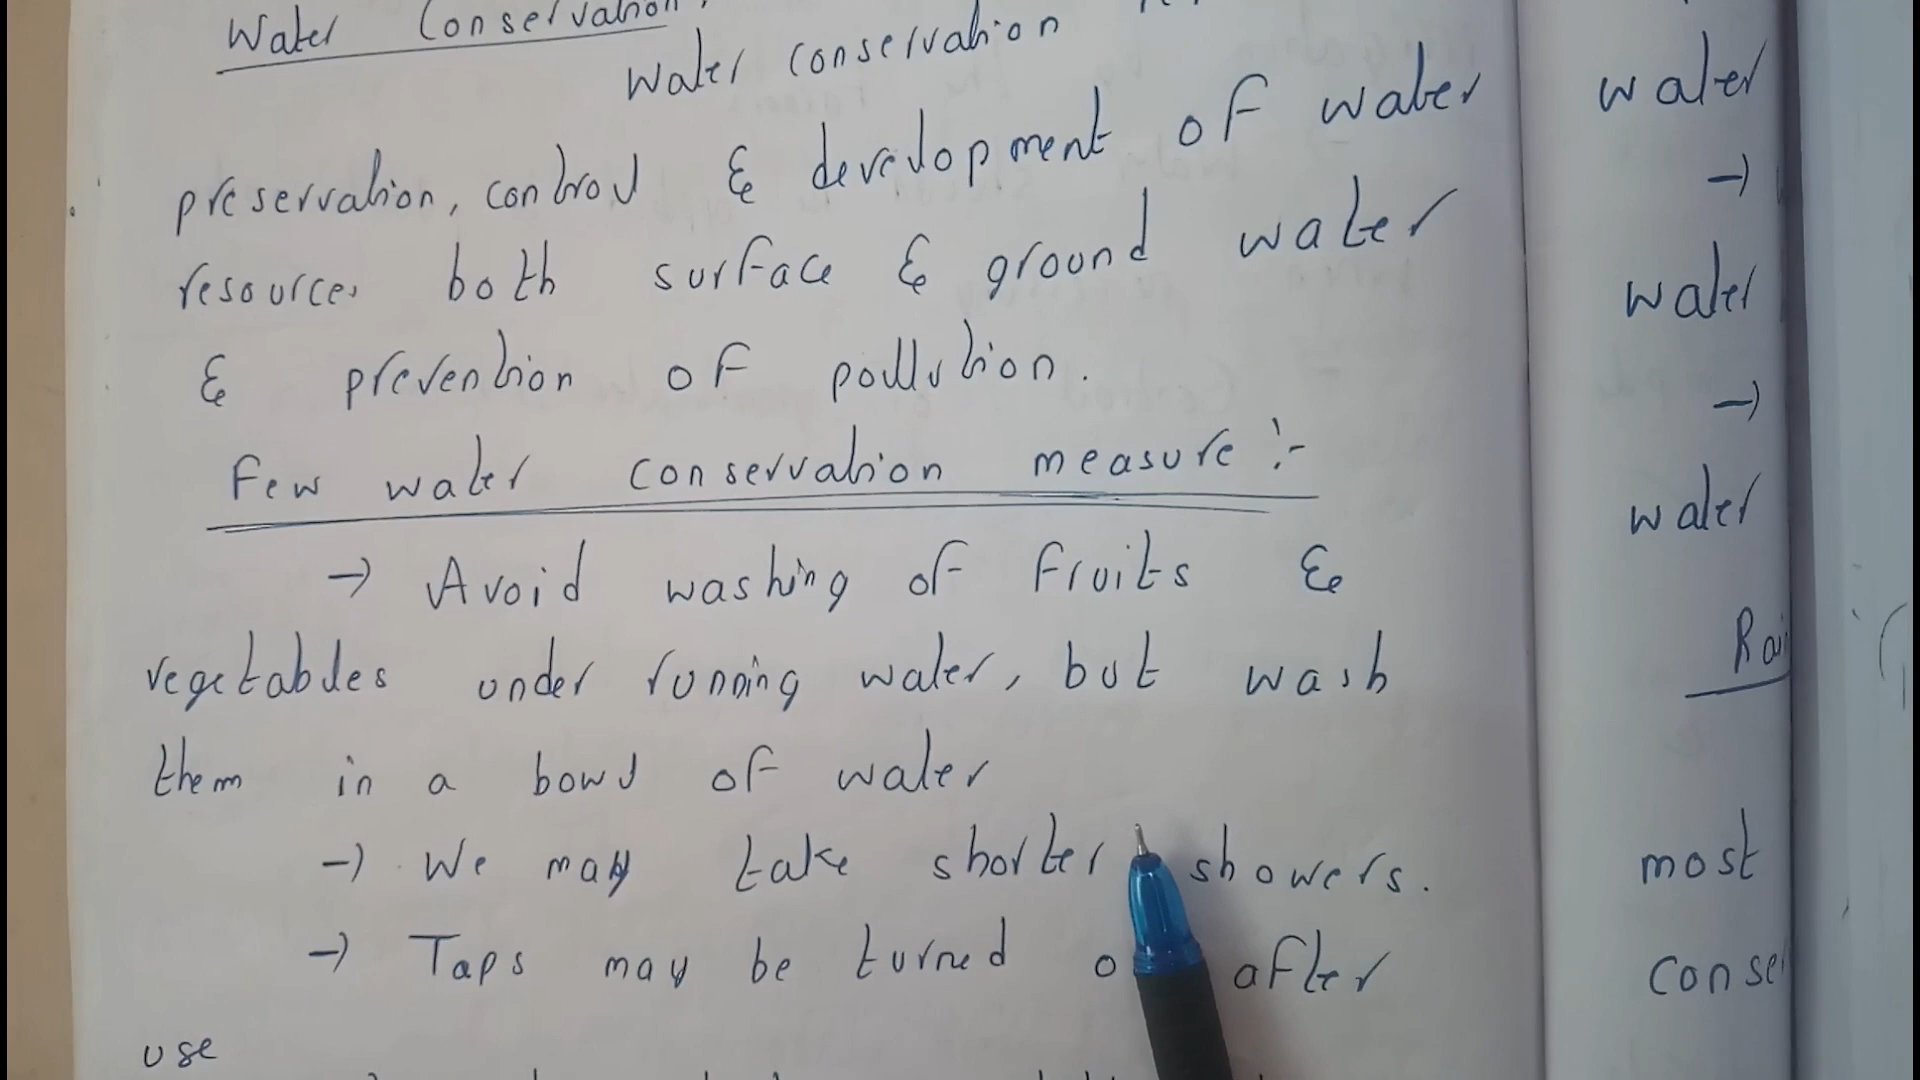 Water Conservation
Water conservation
preservation, control & development of water
resources both surface & ground water
& prevention of pollution.
Few water conservation measure :-
→ Avoid washing of fruits &
vegetables under running water, but wash
them in a bowl of water
→ We may take shorter showers.
→ Taps may be turned after
use
water
→
water
→
water
most